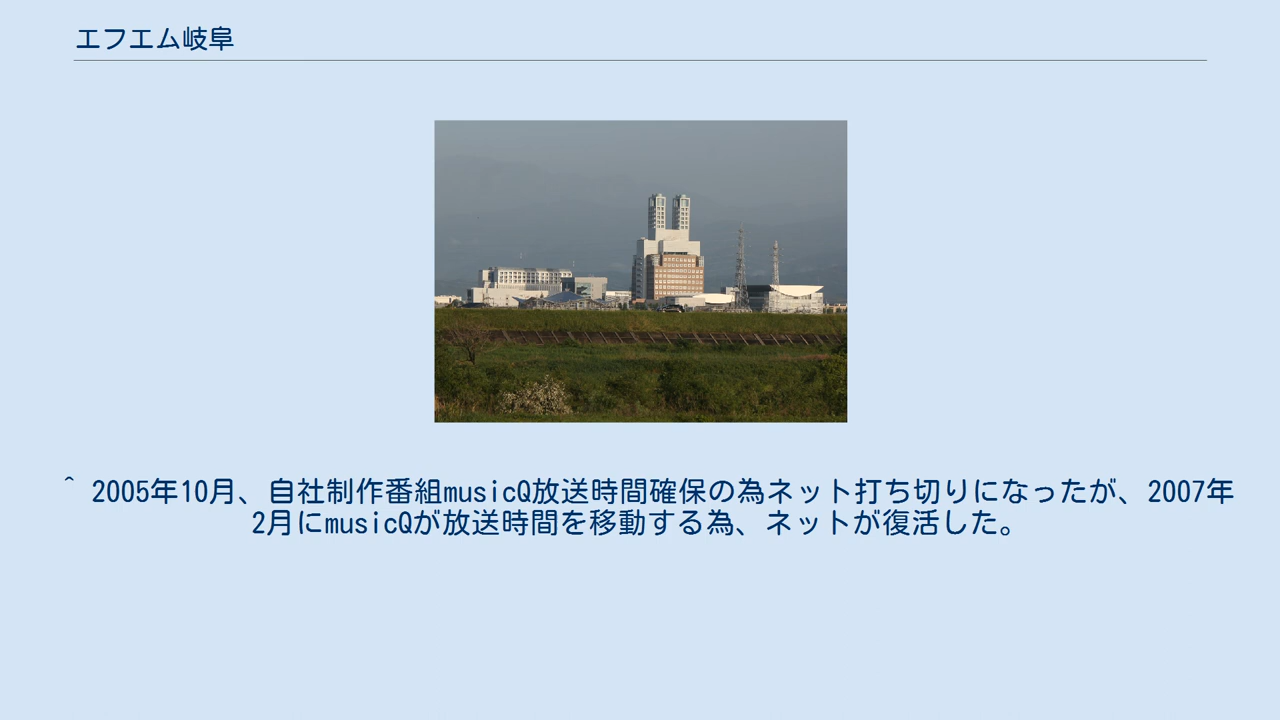 エフエム岐阜
^ 2005年10月、自社制作番組musicQ放送時間確保の為ネット打ち切りになったが、2007年
2月にmusicQが放送時間を移動する為、ネットが復活した。